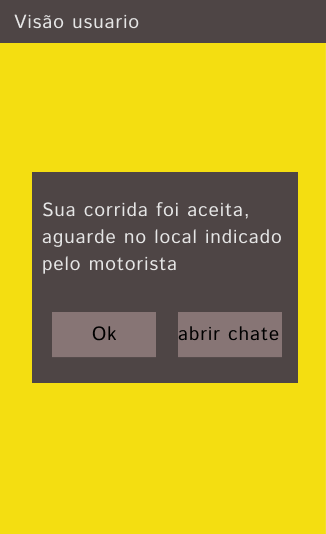 Visão usuario
Sua corrida foi aceita,
aguarde no local indicado
pelo motorista
Ok
abrir chate